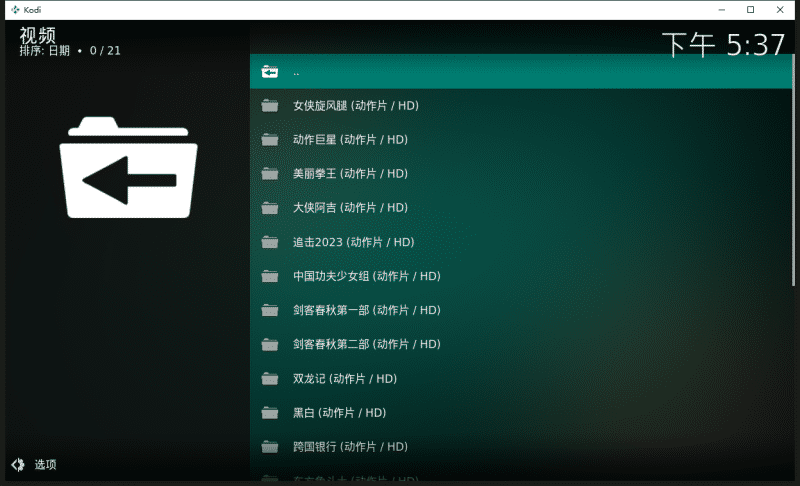 Kodi
视频
排序: 日期 • 0 / 21
下午 5:37
..
女侠旋风腿 (动作片 / HD)
动作巨星 (动作片 / HD)
美丽拳王 (动作片 / HD)
大侠阿吉 (动作片 / HD)
追击2023 (动作片 / HD)
中国功夫少女组 (动作片 / HD)
剑客春秋第一部 (动作片 / HD)
剑客春秋第二部 (动作片 / HD)
双龙记 (动作片 / HD)
黑白 (动作片 / HD)
跨国银行 (动作片 / HD)
选项